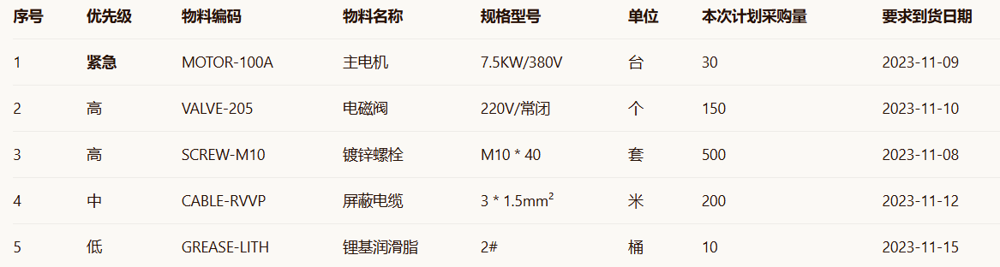 序号 优先级 物料编码 物料名称 规格型号 单位 本次计划采购量 要求到货日期
1 紧急 MOTOR-100A 主电机 7.5KW/380V 台 30 2023-11-09
2 高 VALVE-205 电磁阀 220V/常闭 个 150 2023-11-10
3 高 SCREW-M10 镀锌螺栓 M10 * 40 套 500 2023-11-08
4 中 CABLE-RVVP 屏蔽电缆 3 * 1.5mm² 米 200 2023-11-12
5 低 GREASE-LITH 锂基润滑脂 2# 桶 10 2023-11-15